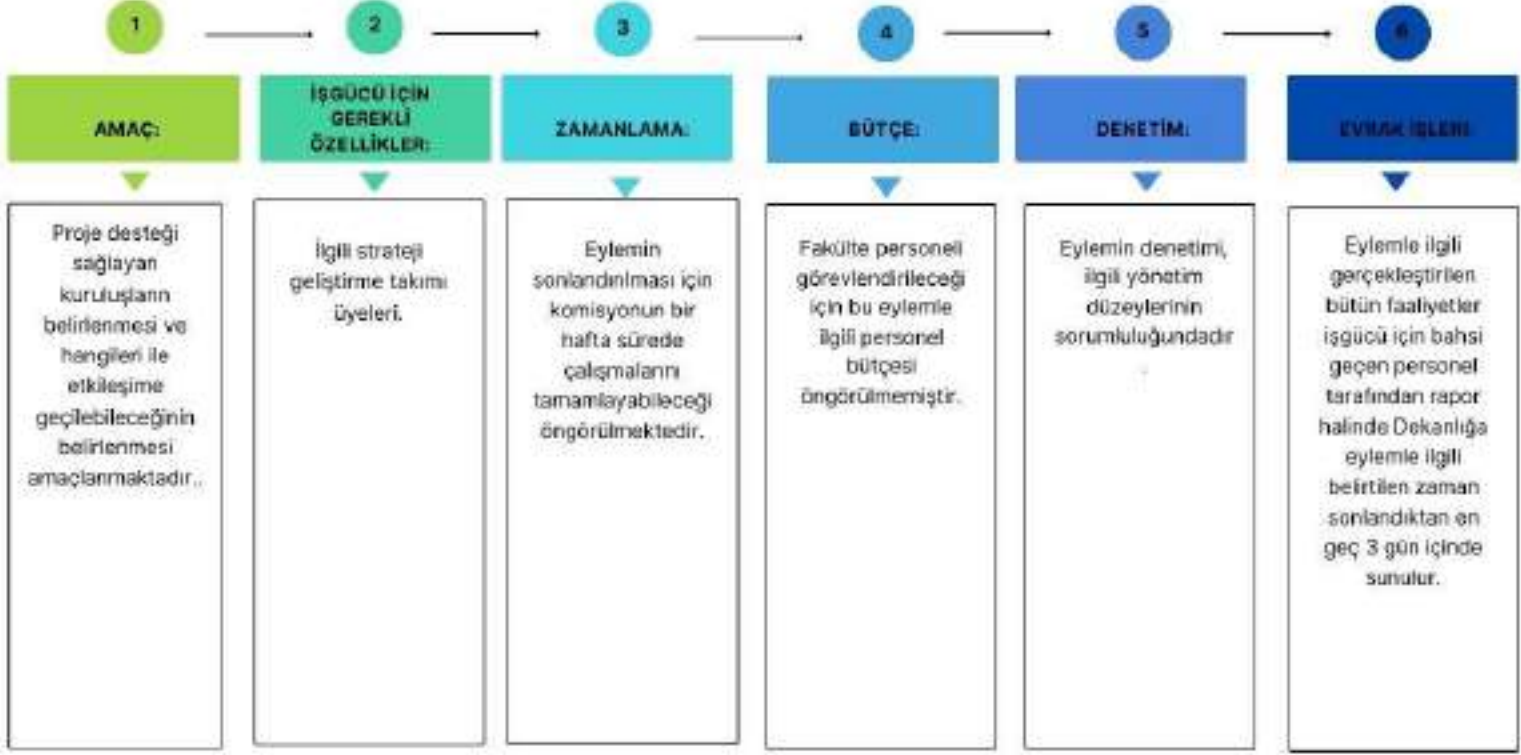 1
2
3
4
5
6
AMAÇ:
İŞGÜCÜ İÇİN
GEREKLİ
ÖZELLİKLER:
ZAMANLAMA:
BÜTÇE:
DENETİM:
EVRAK İŞLERİ:
Proje desteği
sağlayan
kuruluşların
belirlenmesi ve
hangileri ile
etkileşime
geçilebileceğinin
belirlenmesi
amaçlanmaktadır..
İlgili strateji
geliştirme takımı
üyeleri.
Eylemin
sonlandırılması için
komisyonun bir
hafta sürede
çalışmalarını
tamamlayabileceği
öngörülmektedir.
Fakülte personeli
görevlendirileceği
için bu eylemle
ilgili personel
bütçesi
öngörülmemiştir.
Eylemin denetimi,
ilgili yönetim
düzeylerinin
sorumluluğundadır
.
Eylemle ilgili
gerçekleştirilen
bütün faaliyetler
işgücü için bahsi
geçen personel
tarafından rapor
halinde Dekanlığa
eylemle ilgili
belirtilen zaman
sonlandıktan en
geç 3 gün içinde
sunulur.